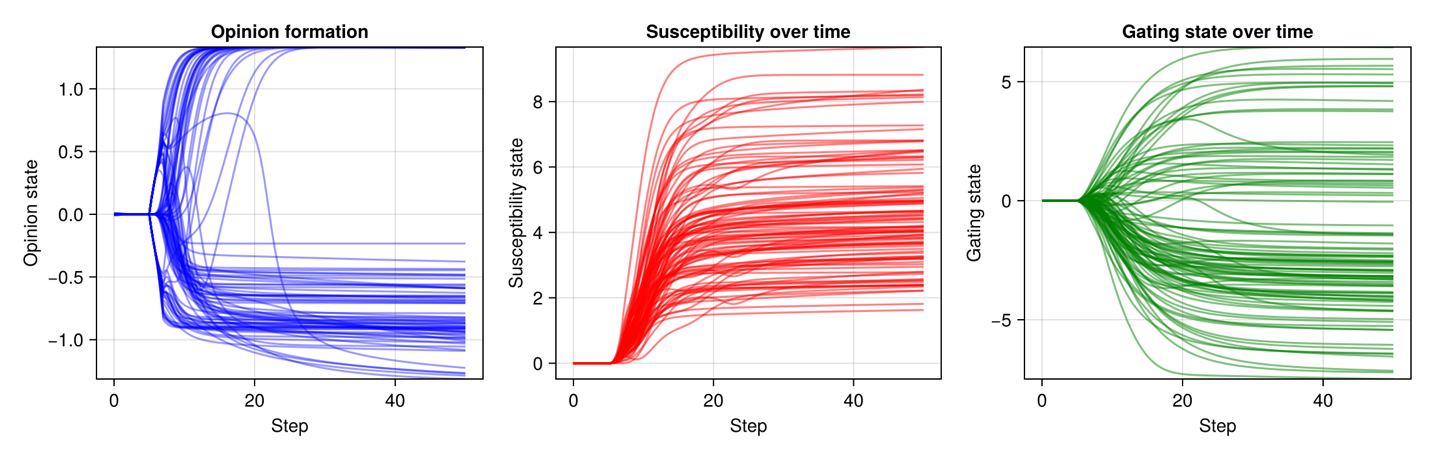 Opinion formation
1.0
0.5
0.0
−0.5
−1.0
Opinion state
0 20 40
Step
Susceptibility over time
8
6
4
2
0
Susceptibility state
0 20 40
Step
Gating state over time
5
0
−5
Gating state
0 20 40
Step